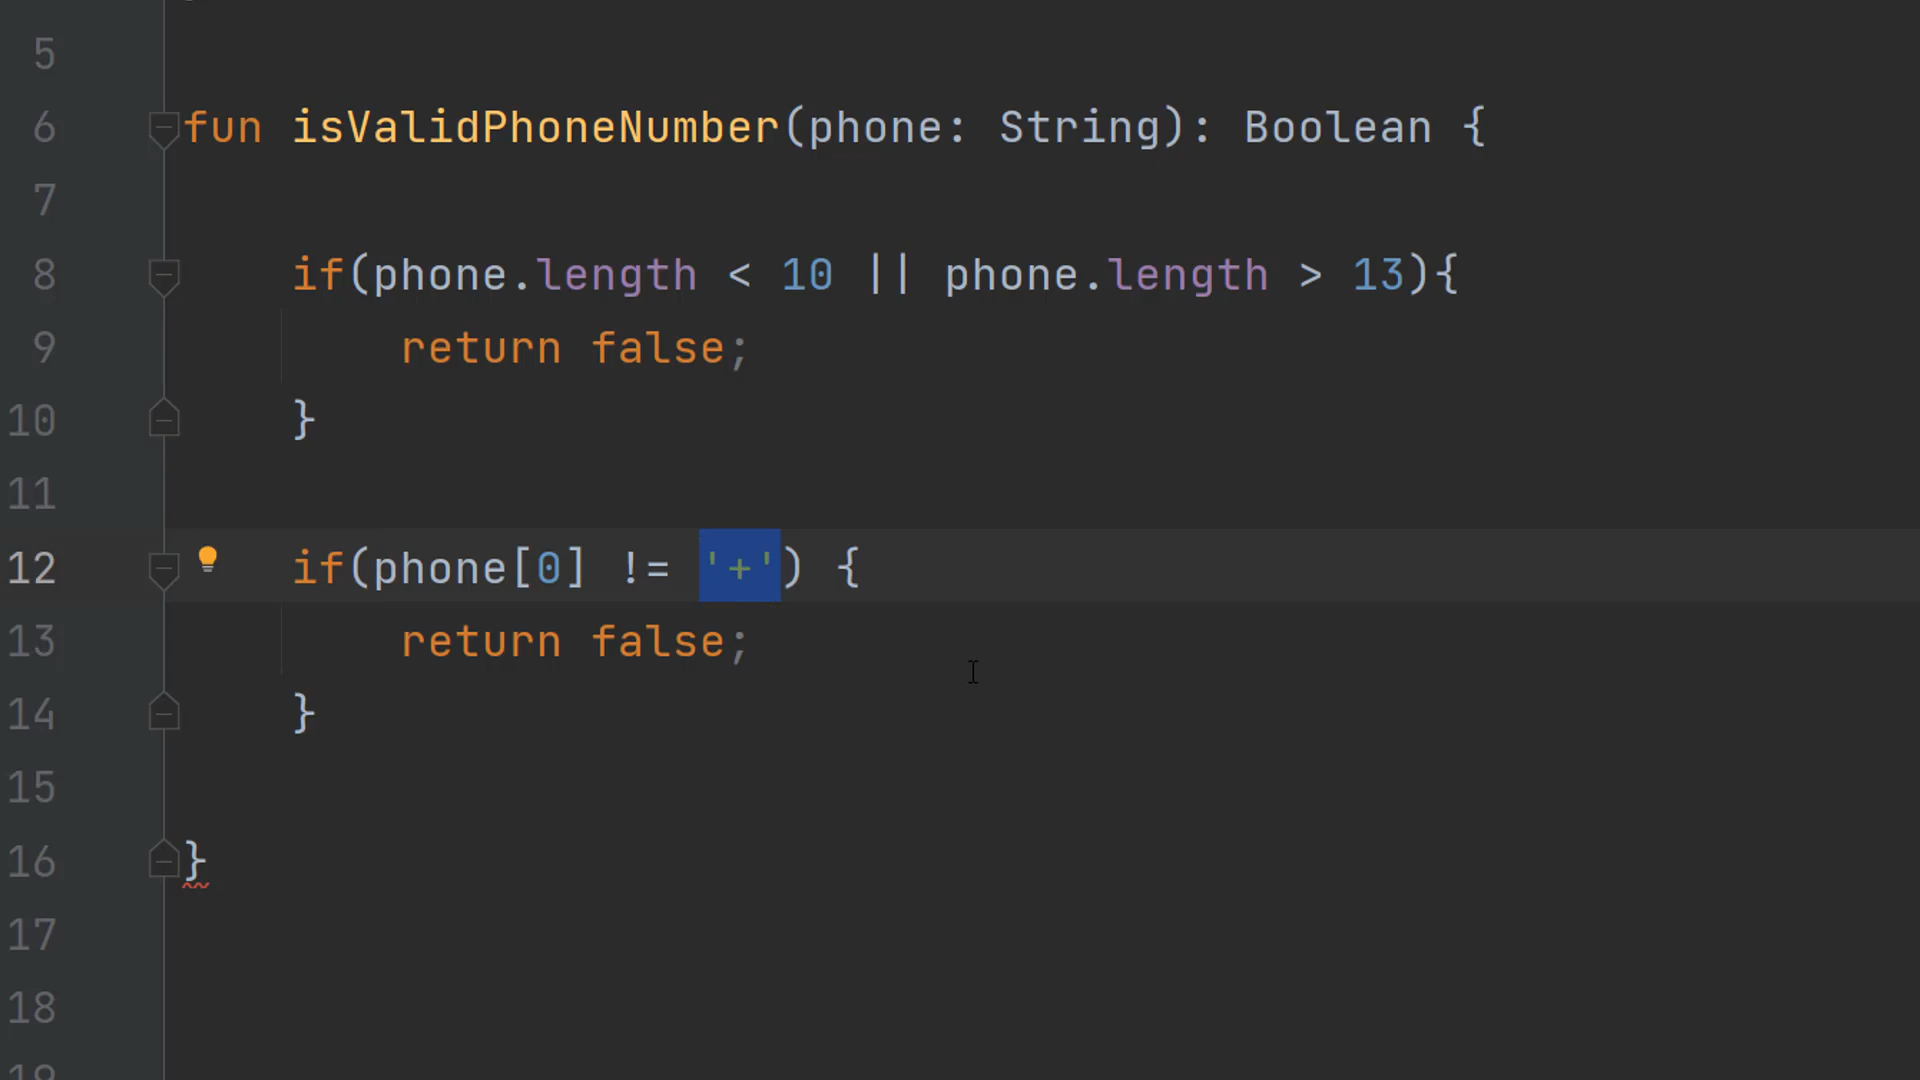 5
6 fun isValidPhoneNumber(phone: String): Boolean {
7
8 if(phone.length < 10 || phone.length > 13){
9 return false;
10 }
11
12 if(phone[0] != '+') {
13 return false;
14 }
15
16 }
17
18
19